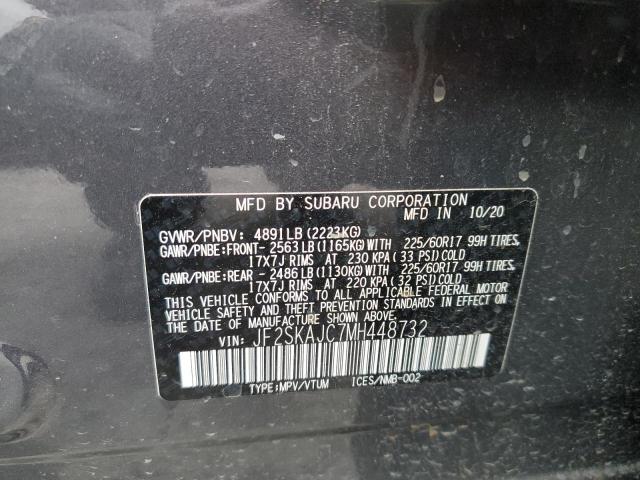 MFD BY SUBARU CORPORATION
MFD IN 10/20
GVWR/PNBV: 4891LB (2223KG)
GAWR/PNBE:FRONT- 2563LB (1165KG) WITH 225/60R17 99H TIRES,
17X7J RIMS AT 230 KPA (33 PSI) COLD
GAWR/PNBE:REAR - 2486LB (1130KG) WITH 225/60R17 99H TIRES,
17X7J RIMS AT 220 KPA (32 PSI) COLD
THIS VEHICLE CONFORMS TO ALL APPLICABLE FEDERAL MOTOR
VEHICLE SAFETY AND THEFT PREVENTION STANDARDS IN EFFECT
ON THE DATE OF MANUFACTURE SHOWN ABOVE.
VIN: JF2SKAJC7MH448732
TYPE:MPV/VTUM ICES/NMB-002